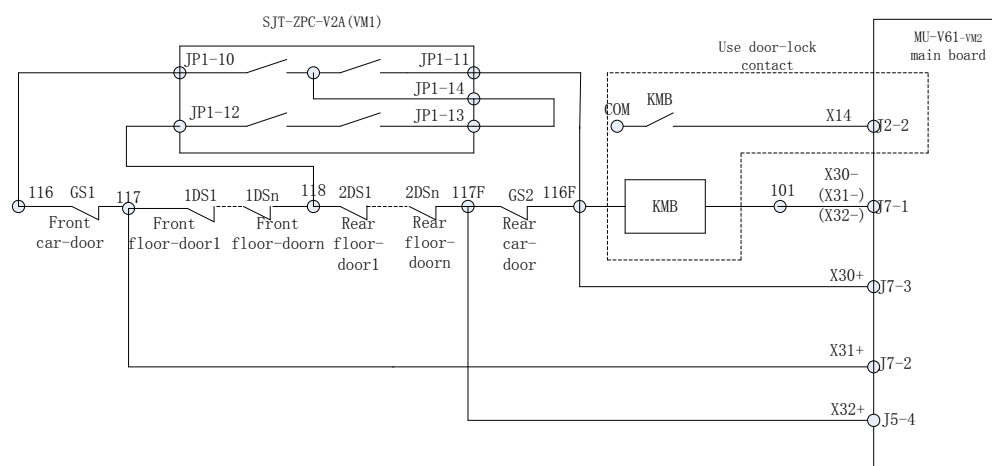 SJT-ZPC-V2A(VM1)
MU-V61-VM2
main board
Use door-lock
contact
JP1-10
JP1-11
JP1-14
JP1-12
JP1-13
COM
KMB
X14
J2-2
116
GS1
117
1DS1
1DSn
118
2DS1
2DSn
117F
GS2
116F
KMB
101
X30-
(X31-)
(X32-)
J7-1
Front
car-door
Front
floor-door1
Front
floor-doorn
Rear
floor-
door1
Rear
floor-
doorn
Rear
car-
door
X30+
J7-3
X31+
J7-2
X32+
J5-4